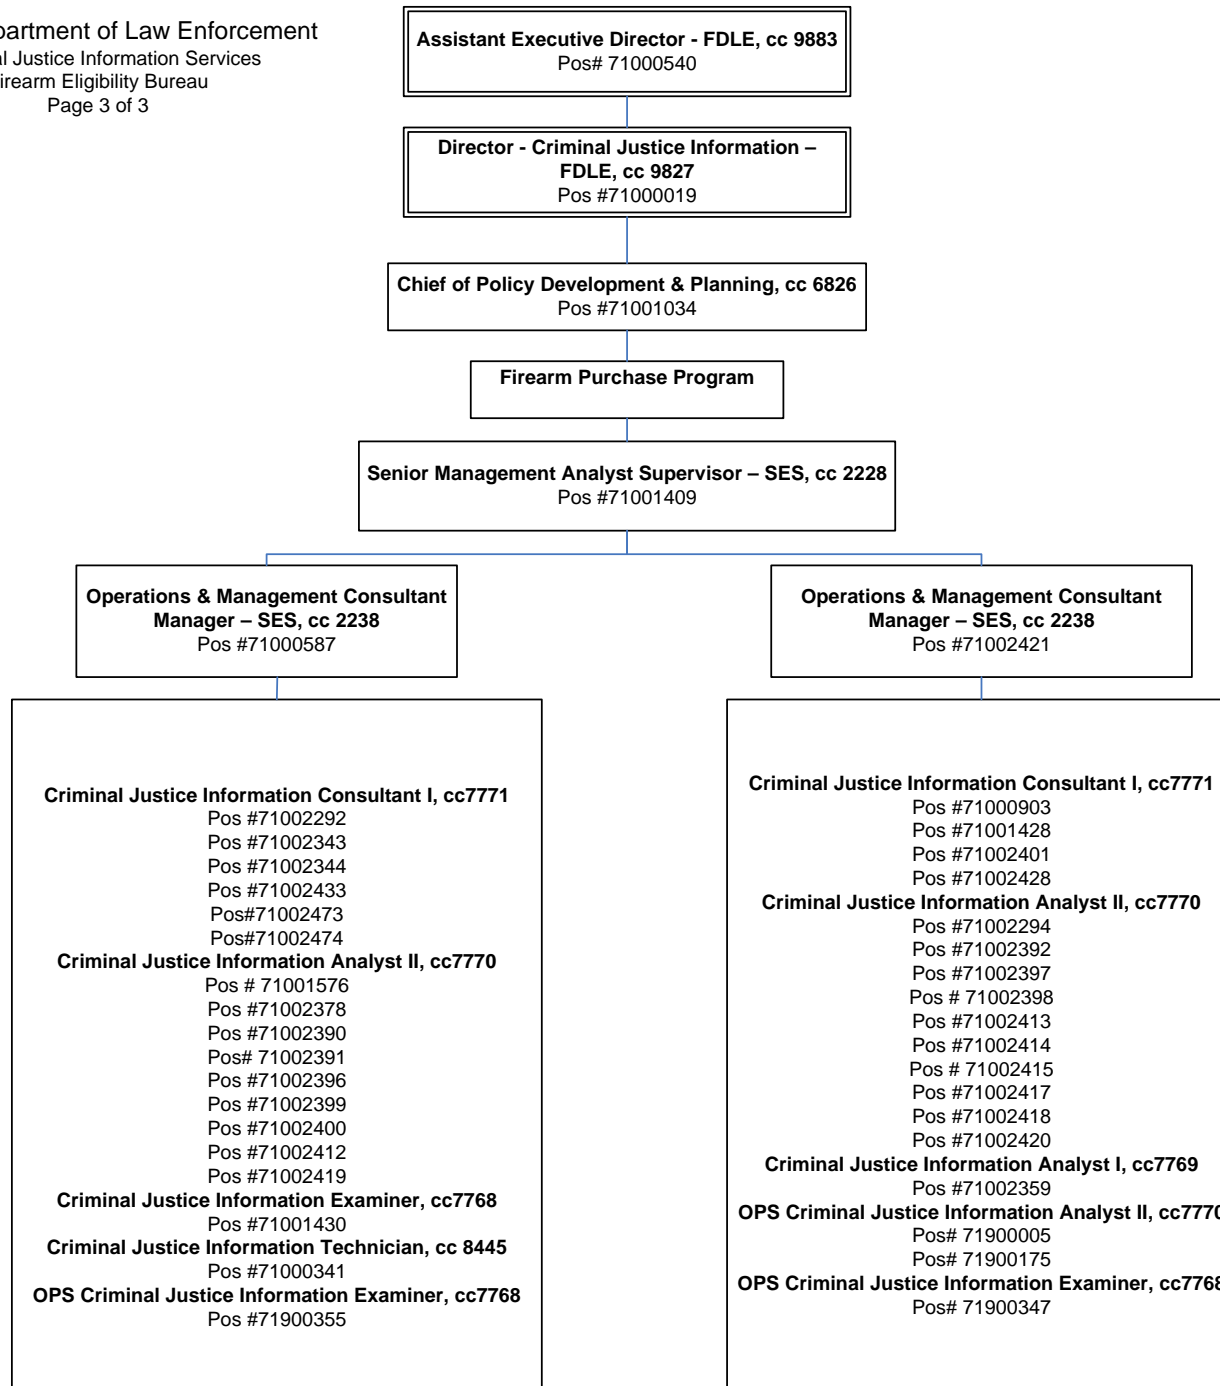 Department of Law Enforcement
Justice Information Services
Firearm Eligibility Bureau
Page 3 of 3
Assistant Executive Director - FDLE, cc 9883
Pos# 71000540
Director - Criminal Justice Information –
FDLE, cc 9827
Pos #71000019
Chief of Policy Development & Planning, cc 6826
Pos #71001034
Firearm Purchase Program
Senior Management Analyst Supervisor – SES, cc 2228
Pos #71001409
Operations & Management Consultant
Manager – SES, cc 2238
Pos #71000587
Operations & Management Consultant
Manager – SES, cc 2238
Pos #71002421
Criminal Justice Information Consultant I, cc7771
Pos #71002292
Pos #71002343
Pos #71002344
Pos #71002433
Pos#71002473
Pos#71002474
Criminal Justice Information Analyst II, cc7770
Pos # 71001576
Pos #71002378
Pos #71002390
Pos# 71002391
Pos #71002396
Pos #71002399
Pos #71002400
Pos #71002412
Pos #71002419
Criminal Justice Information Examiner, cc7768
Pos #71001430
Criminal Justice Information Technician, cc 8445
Pos #71000341
OPS Criminal Justice Information Examiner, cc7768
Pos #71900355
Criminal Justice Information Consultant I, cc7771
Pos #71000903
Pos #71001428
Pos #71002401
Pos #71002428
Criminal Justice Information Analyst II, cc7770
Pos #71002294
Pos #71002392
Pos #71002397
Pos # 71002398
Pos #71002413
Pos #71002414
Pos # 71002415
Pos #71002417
Pos #71002418
Pos #71002420
Criminal Justice Information Analyst I, cc7769
Pos #71002359
OPS Criminal Justice Information Analyst II, cc7770
Pos# 71900005
Pos# 71900175
OPS Criminal Justice Information Examiner, cc7768
Pos# 71900347